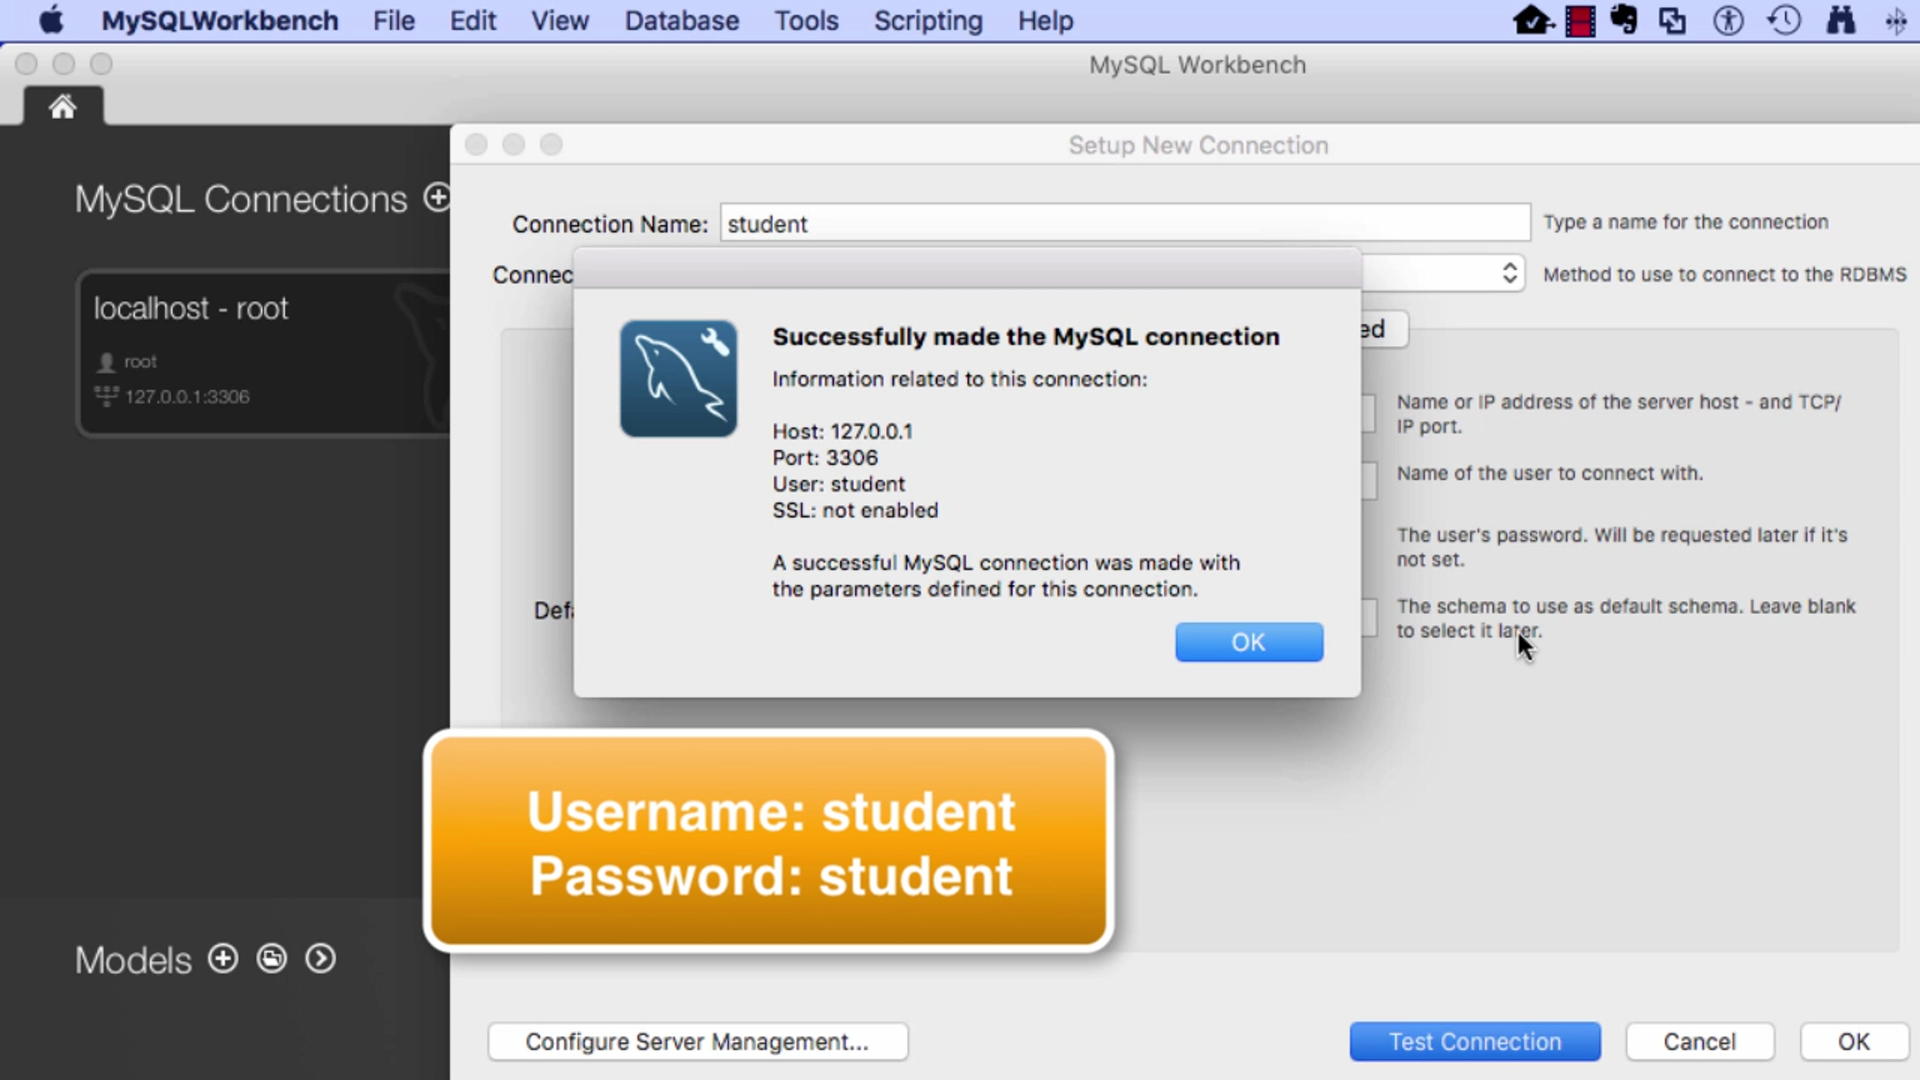 MySQLWorkbench File Edit View Database Tools Scripting Help
MySQL Workbench
Setup New Connection
MySQL Connections
Connection Name: student Type a name for the connection
Connec Method to use to connect to the RDBMS
localhost - root
root
127.0.0.1:3306
ed
Successfully made the MySQL connection
Information related to this connection:
Host: 127.0.0.1
Port: 3306
User: student
SSL: not enabled
A successful MySQL connection was made with
the parameters defined for this connection.
OK
Name or IP address of the server host - and TCP/
IP port.
Name of the user to connect with.
The user's password. Will be requested later if it's
not set.
Defa
The schema to use as default schema. Leave blank
to select it later.
Username: student
Password: student
Models
Configure Server Management... Test Connection Cancel OK